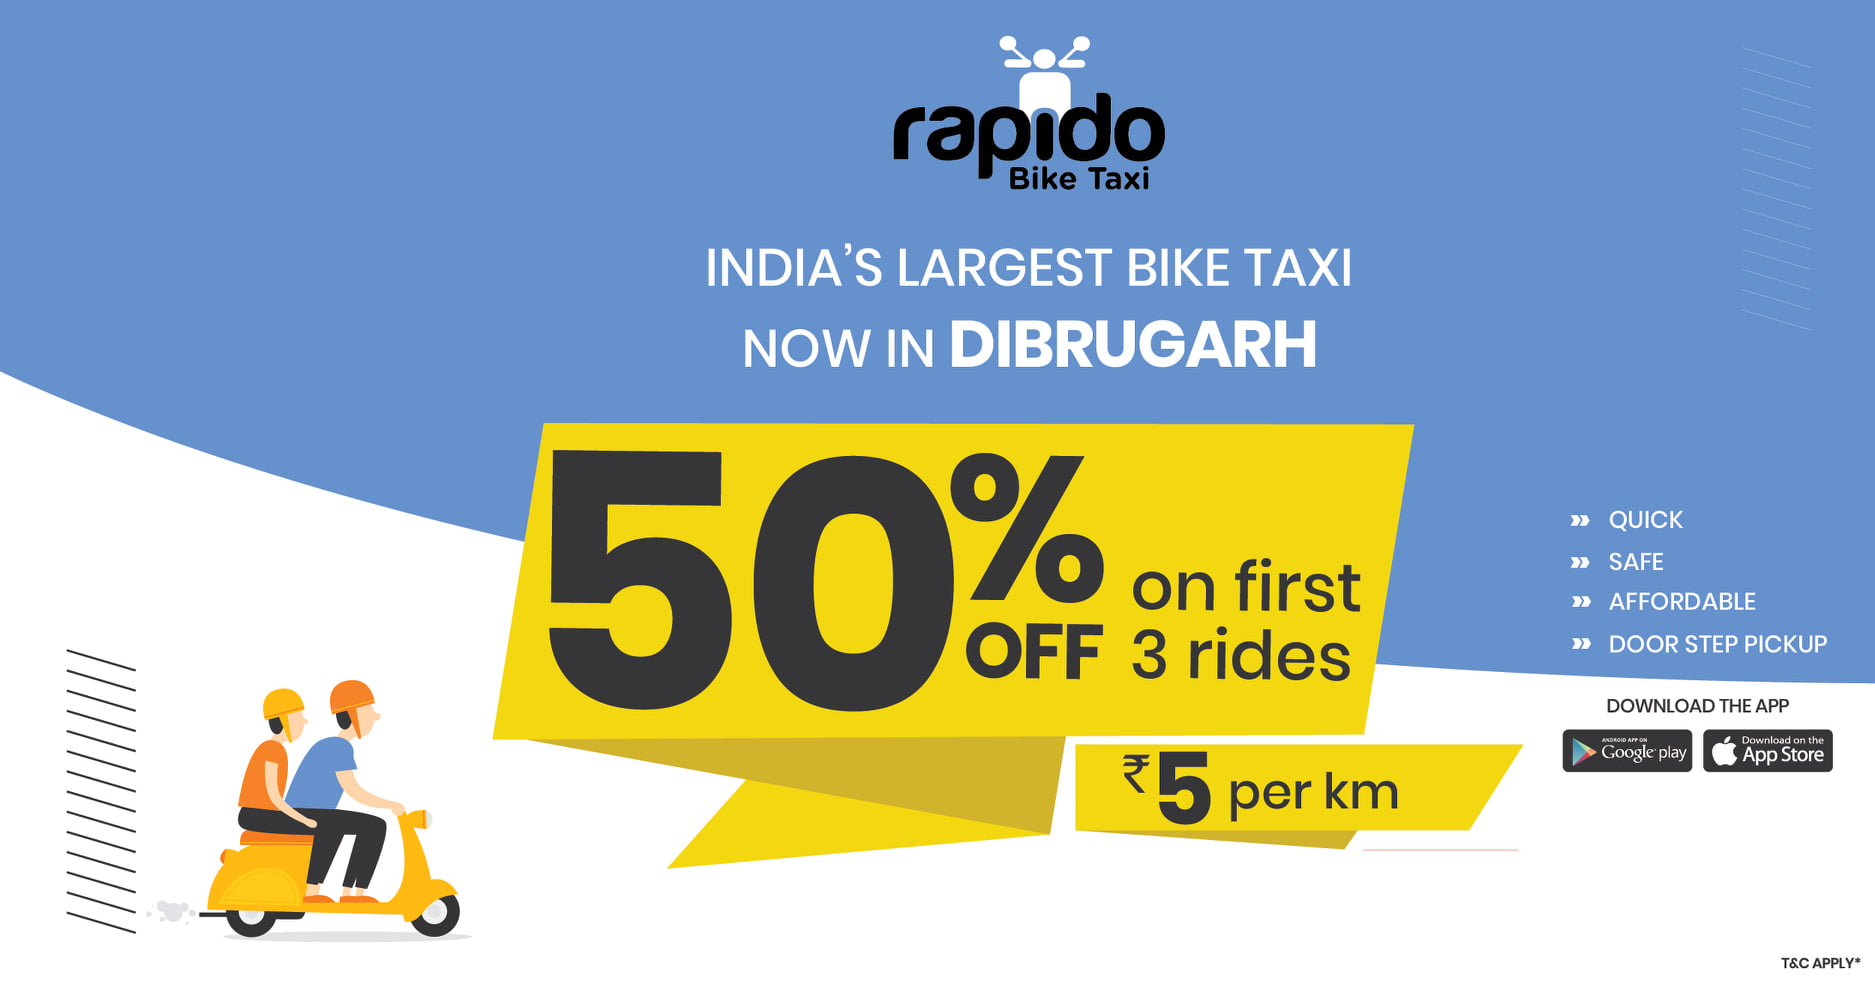 rapido
Bike Taxi
INDIA’S LARGEST BIKE TAXI
NOW IN DIBRUGARH
50% OFF on first
3 rides
₹5 per km
QUICK
SAFE
AFFORDABLE
DOOR STEP PICKUP
DOWNLOAD THE APP
ANDROID APP ON
Google play
Download on the
App Store
T&C APPLY*